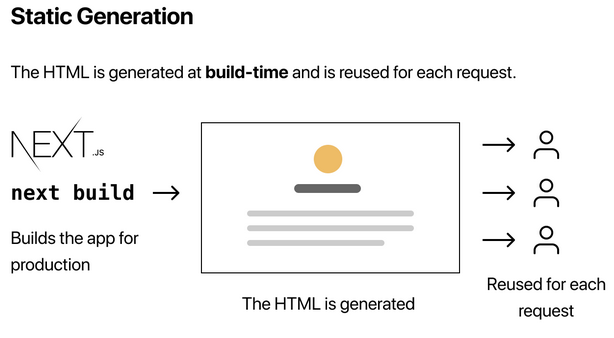 Static Generation
The HTML is generated at build-time and is reused for each request.
NEXT.JS
next build
Builds the app for
production
The HTML is generated
Reused for each
request